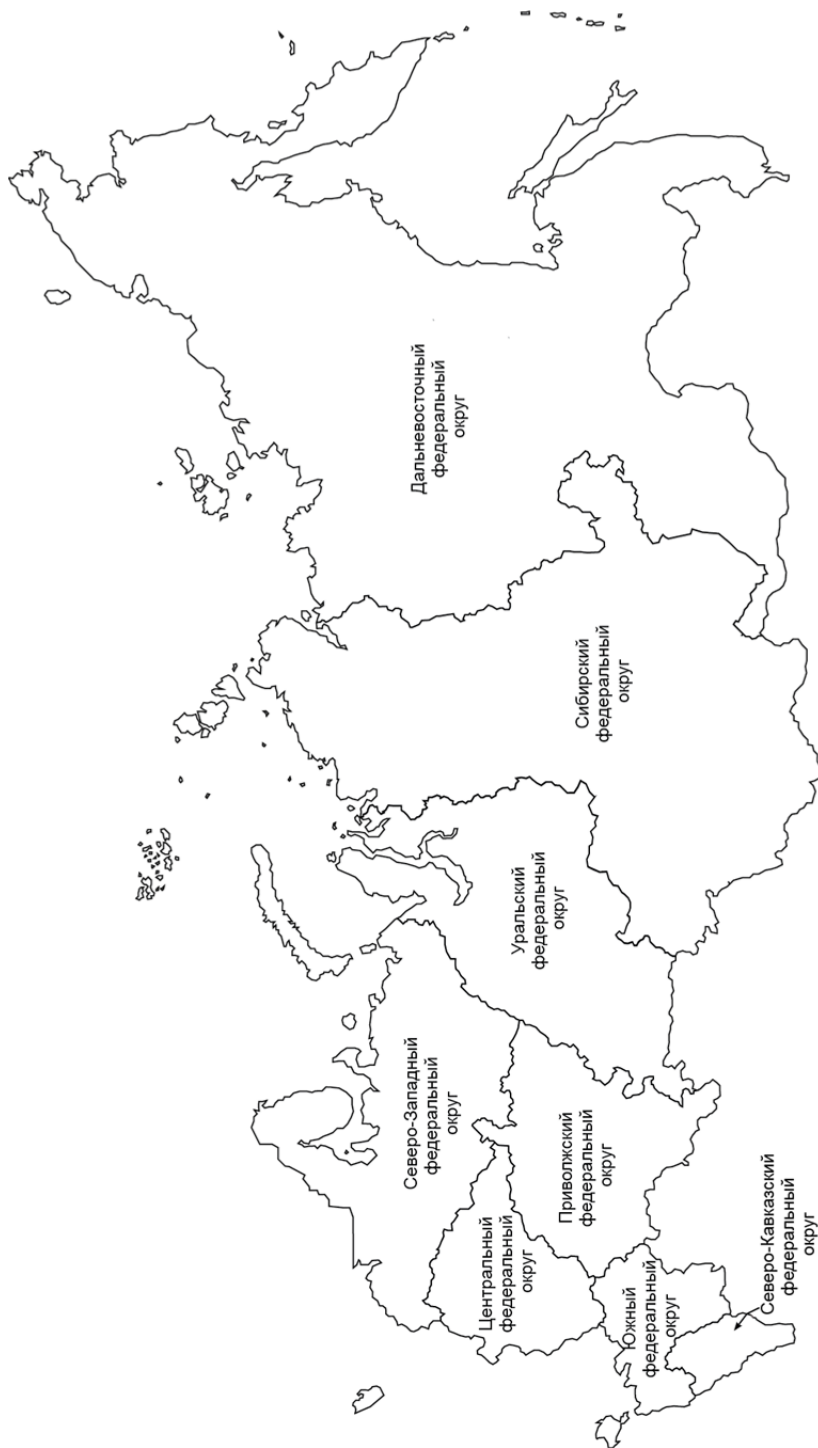 Северо-Западный
федеральный
округ
Центральный
федеральный
округ
Южный
федеральный
округ
Северо-Кавказский
федеральный
округ
Приволжский
федеральный
округ
Уральский
федеральный
округ
Сибирский
федеральный
округ
Дальневосточный
федеральный
округ